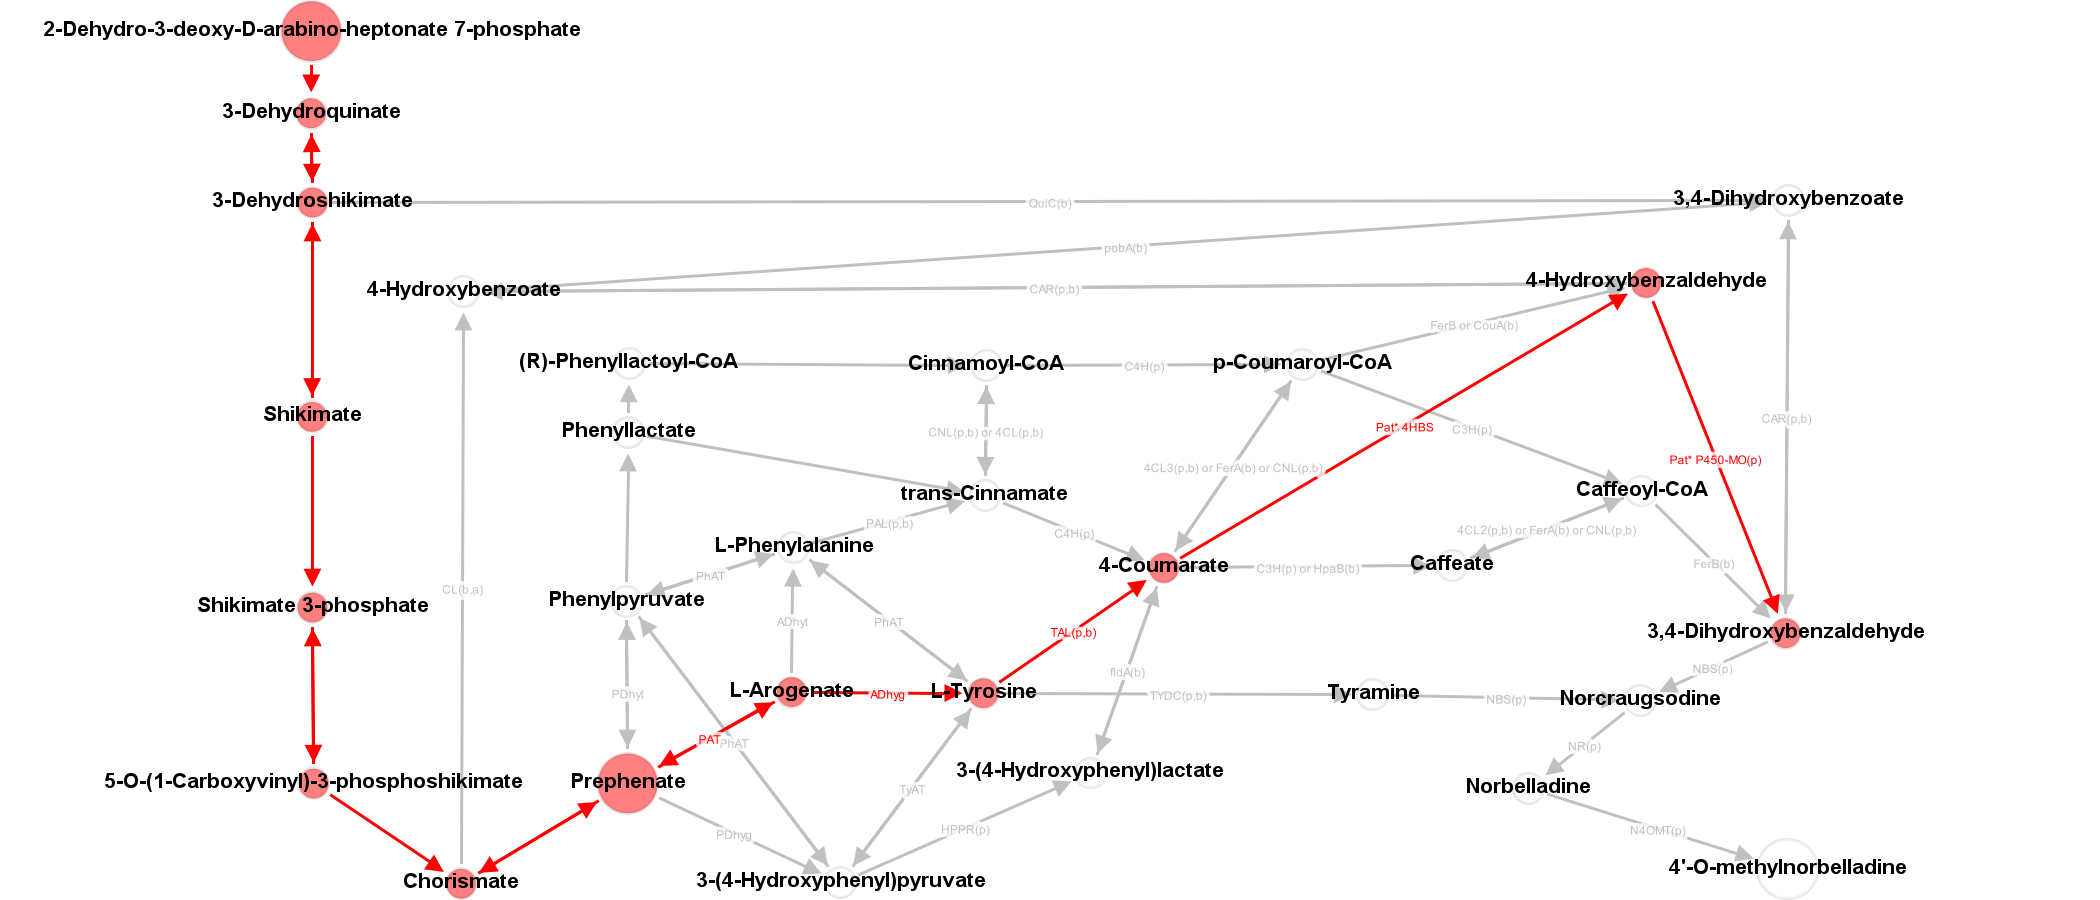 2-Dehydro-3-deoxy-D-arabino-heptonate 7-phosphate
3-Dehydroquinate
3-Dehydroshikimate
QuiC(b)
3,4-Dihydroxybenzoate
pobA(b)
4-Hydroxybenzoate
CAR(p,b)
4-Hydroxybenzaldehyde
FerB or CouA(b)
(R)-Phenyllactoyl-CoA
Cinnamoyl-CoA
C4H(p)
p-Coumaroyl-CoA
Shikimate
Phenyllactate
CNL(p,b) or 4CL(p,b)
Pat* 4HBS
C3H(p)
CAR(p,b)
4CL3(p,b) or FerA(b) or CNL(p,b)
Pat* P450-MO(p)
trans-Cinnamate
Caffeoyl-CoA
PAL(p,b)
C4H(p)
4CL2(p,b) or FerA(b) or CNL(p,b)
L-Phenylalanine
4-Coumarate
C3H(p) or HpaB(b)
Caffeate
FerB(b)
PhAT
CL(b,a)
Phenylpyruvate
Shikimate 3-phosphate
ADhyt
PhAT
TAL(p,b)
3,4-Dihydroxybenzaldehyde
fldA(b)
NBS(p)
PDhyt
L-Arogenate
ADhyg
L-Tyrosine
TYDC(p,b)
Tyramine
NBS(p)
Norcraugsodine
PAT
PhAT
NR(p)
5-O-(1-Carboxyvinyl)-3-phosphoshikimate
Prephenate
3-(4-Hydroxyphenyl)lactate
TyAT
Norbelladine
PDhyg
HPPR(p)
N4OMT(p)
4'-O-methylnorbelladine
Chorismate
3-(4-Hydroxyphenyl)pyruvate